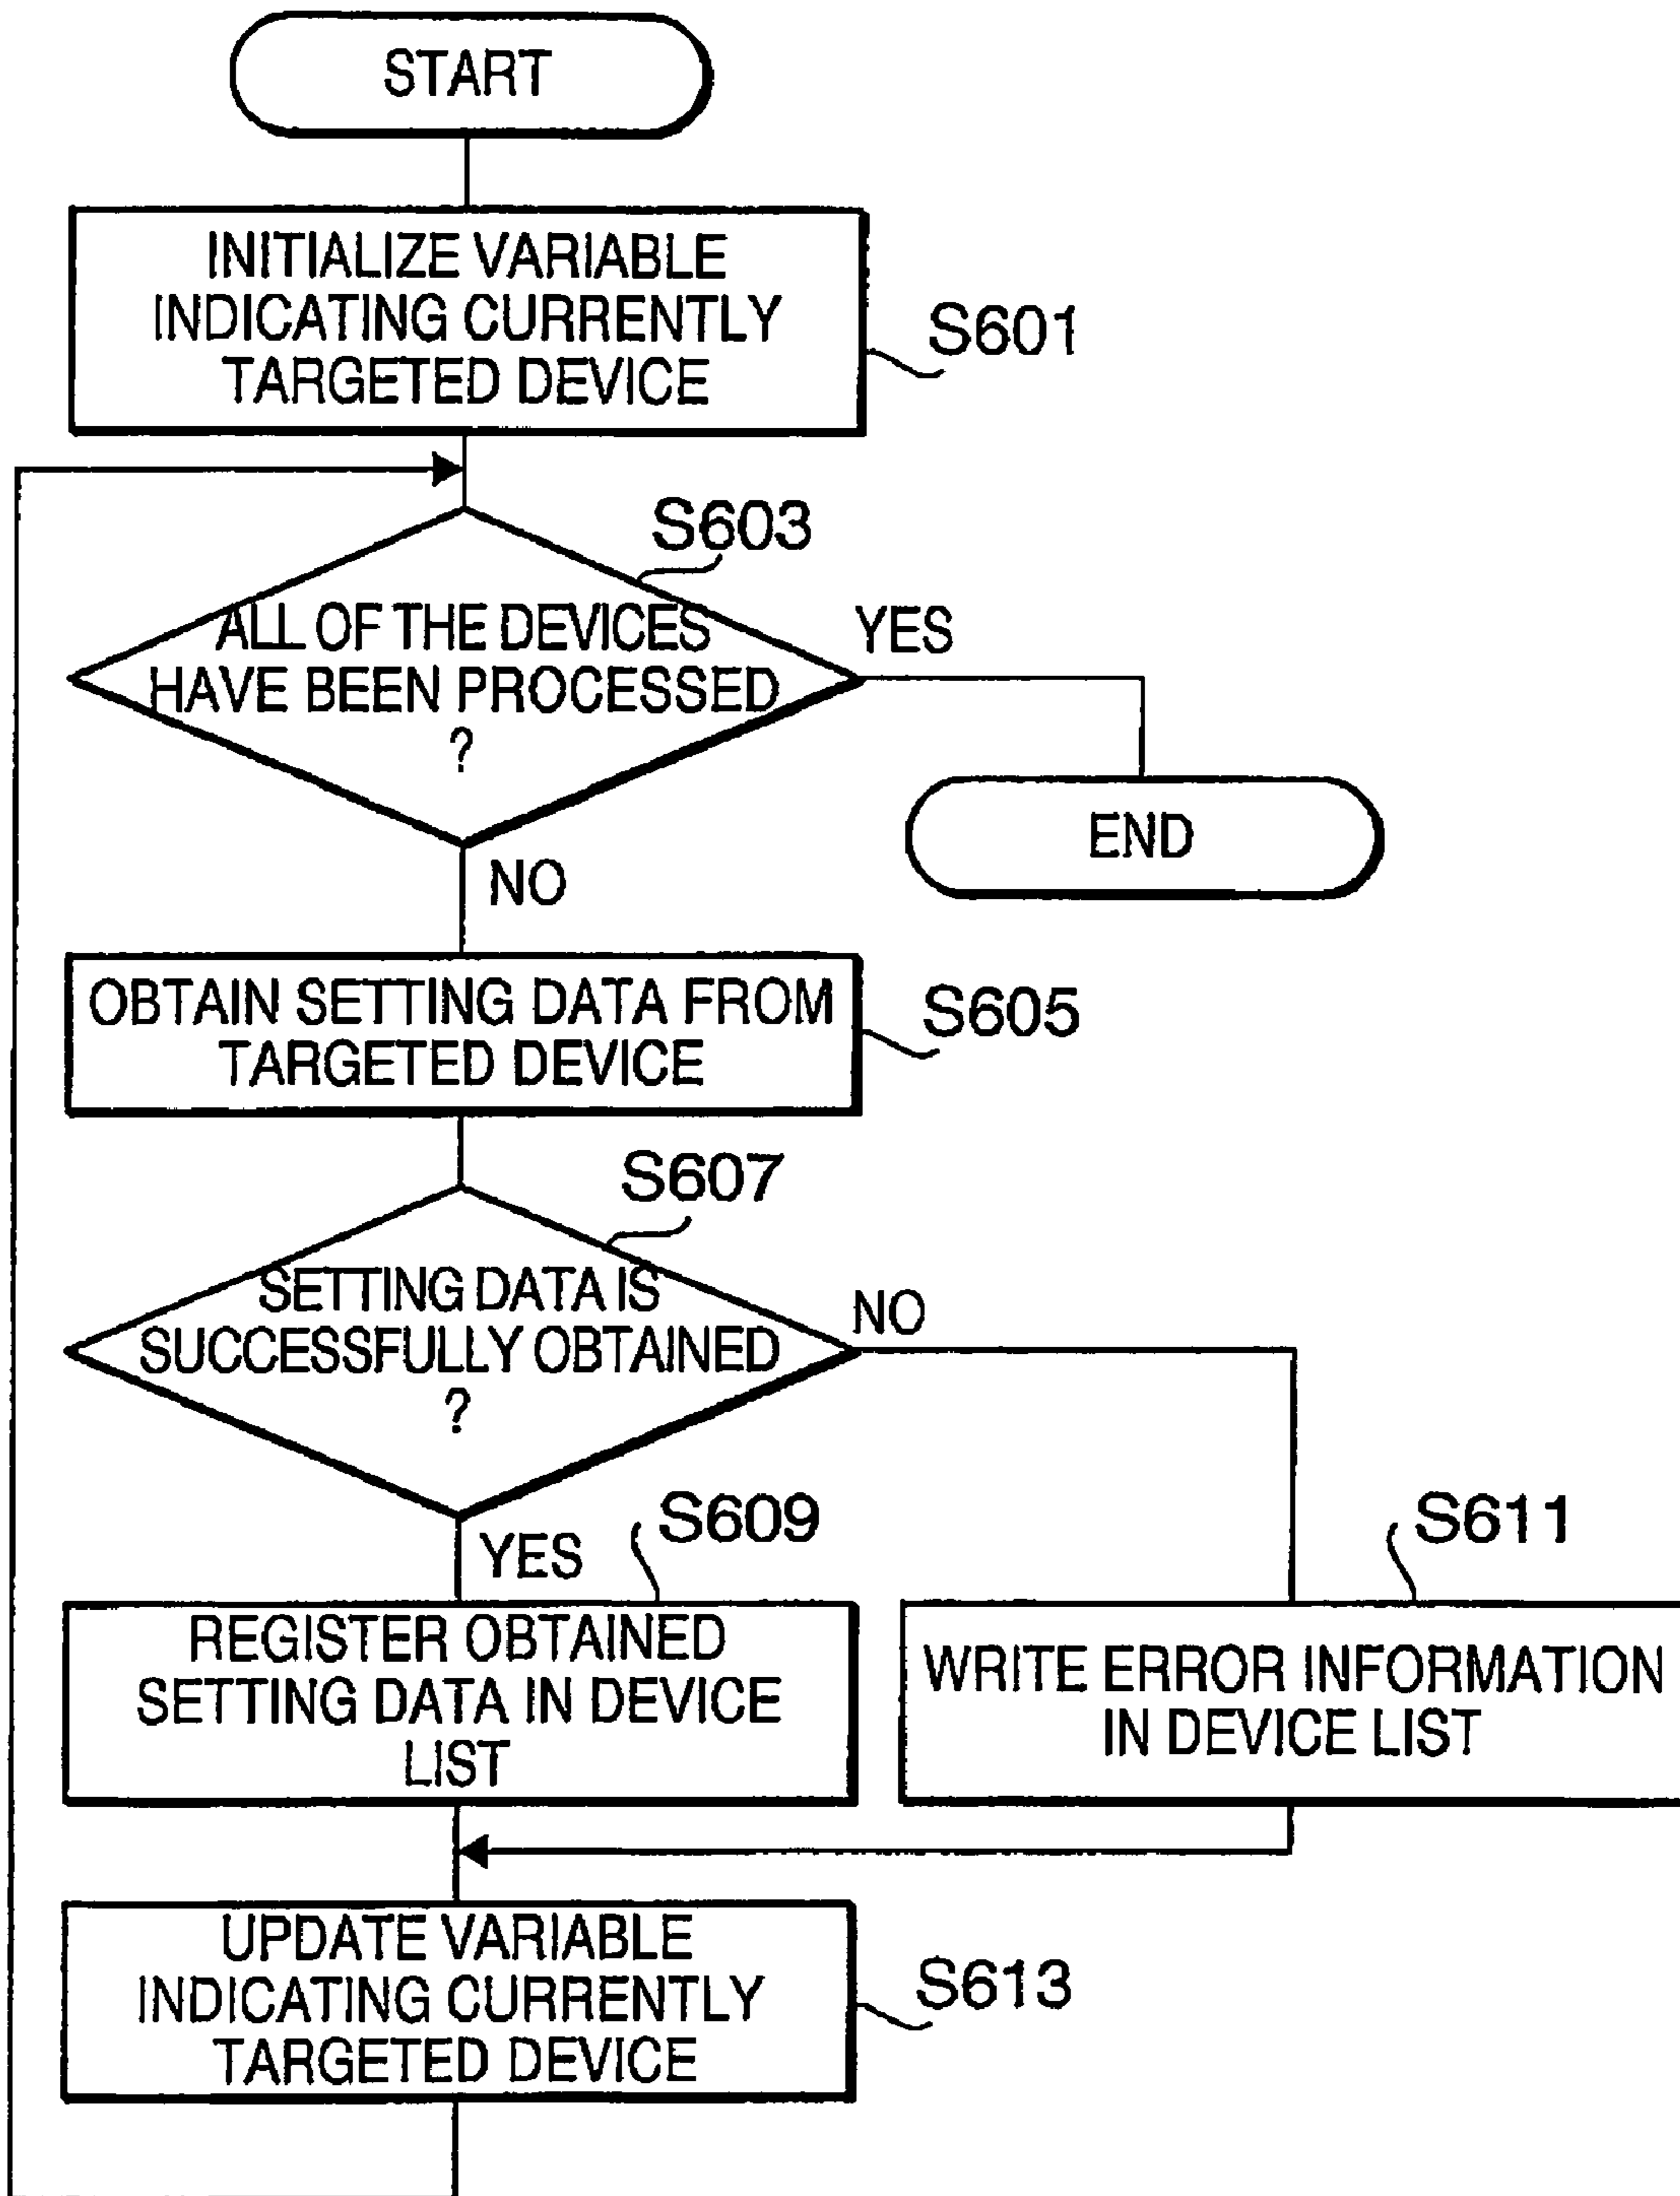 START
INITIALIZE VARIABLE
INDICATING CURRENTLY
TARGETED DEVICE
S601
S603
ALL OF THE DEVICES
HAVE BEEN PROCESSED
?
YES
END
NO
OBTAIN SETTING DATA FROM
TARGETED DEVICE
S605
S607
SETTING DATA IS
SUCCESSFULLY OBTAINED
?
NO
YES
S609
REGISTER OBTAINED
SETTING DATA IN DEVICE
LIST
S611
WRITE ERROR INFORMATION
IN DEVICE LIST
UPDATE VARIABLE
INDICATING CURRENTLY
TARGETED DEVICE
S613